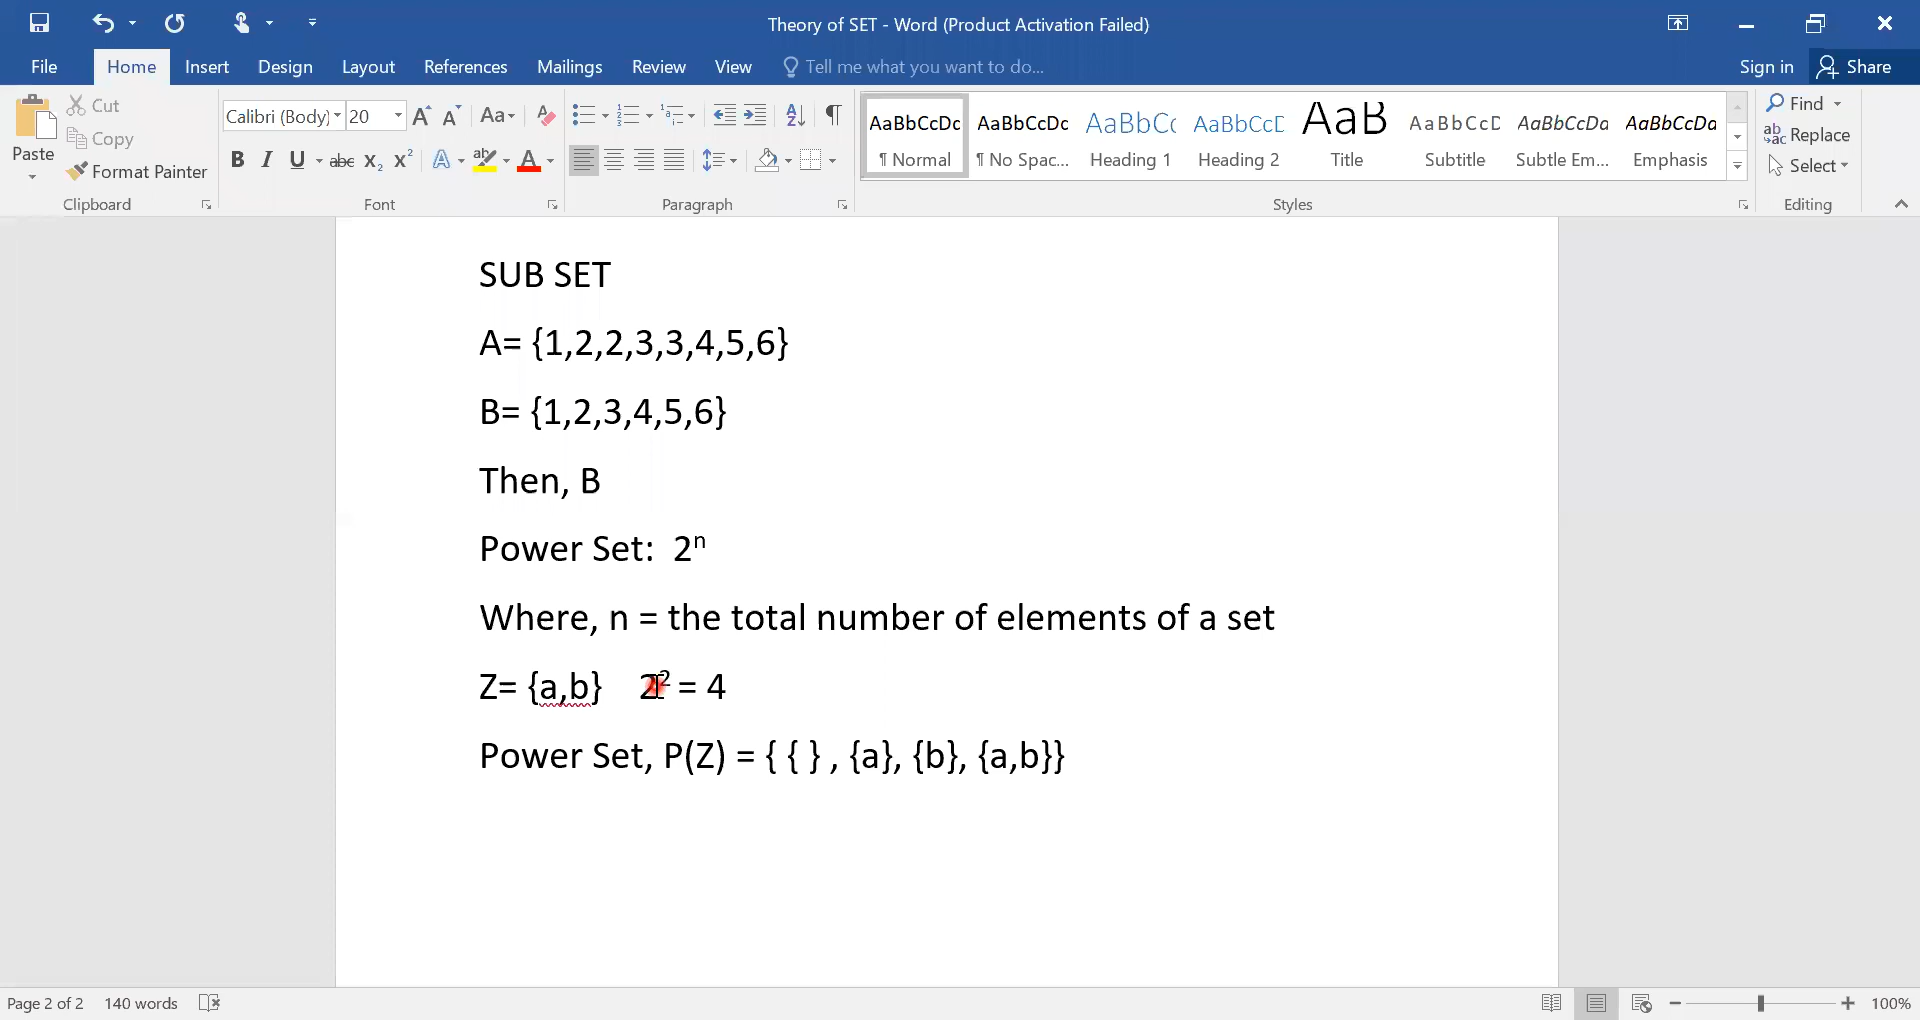 Theory of SET - Word (Product Activation Failed)
File Home Insert Design Layout References Mailings Review View Tell me what you want to do... Sign in Share
Paste
Cut
Copy
Format Painter
Clipboard
Calibri (Body) 20
Font
Paragraph
AaBbCcDc AaBbCcDc AaBbCc AaBbCcD AaB AaBbCcD AaBbCcDc AaBbCcDc
¶ Normal ¶ No Spac... Heading 1 Heading 2 Title Subtitle Subtle Em... Emphasis
Styles
Find
Replace
Select
Editing
SUB SET
A= {1,2,2,3,3,4,5,6}
B= {1,2,3,4,5,6}
Then, B
Power Set: 2ⁿ
Where, n = the total number of elements of a set
Z= {a,b} 2² = 4
Power Set, P(Z) = { { } , {a}, {b}, {a,b}}
Page 2 of 2 140 words 100%